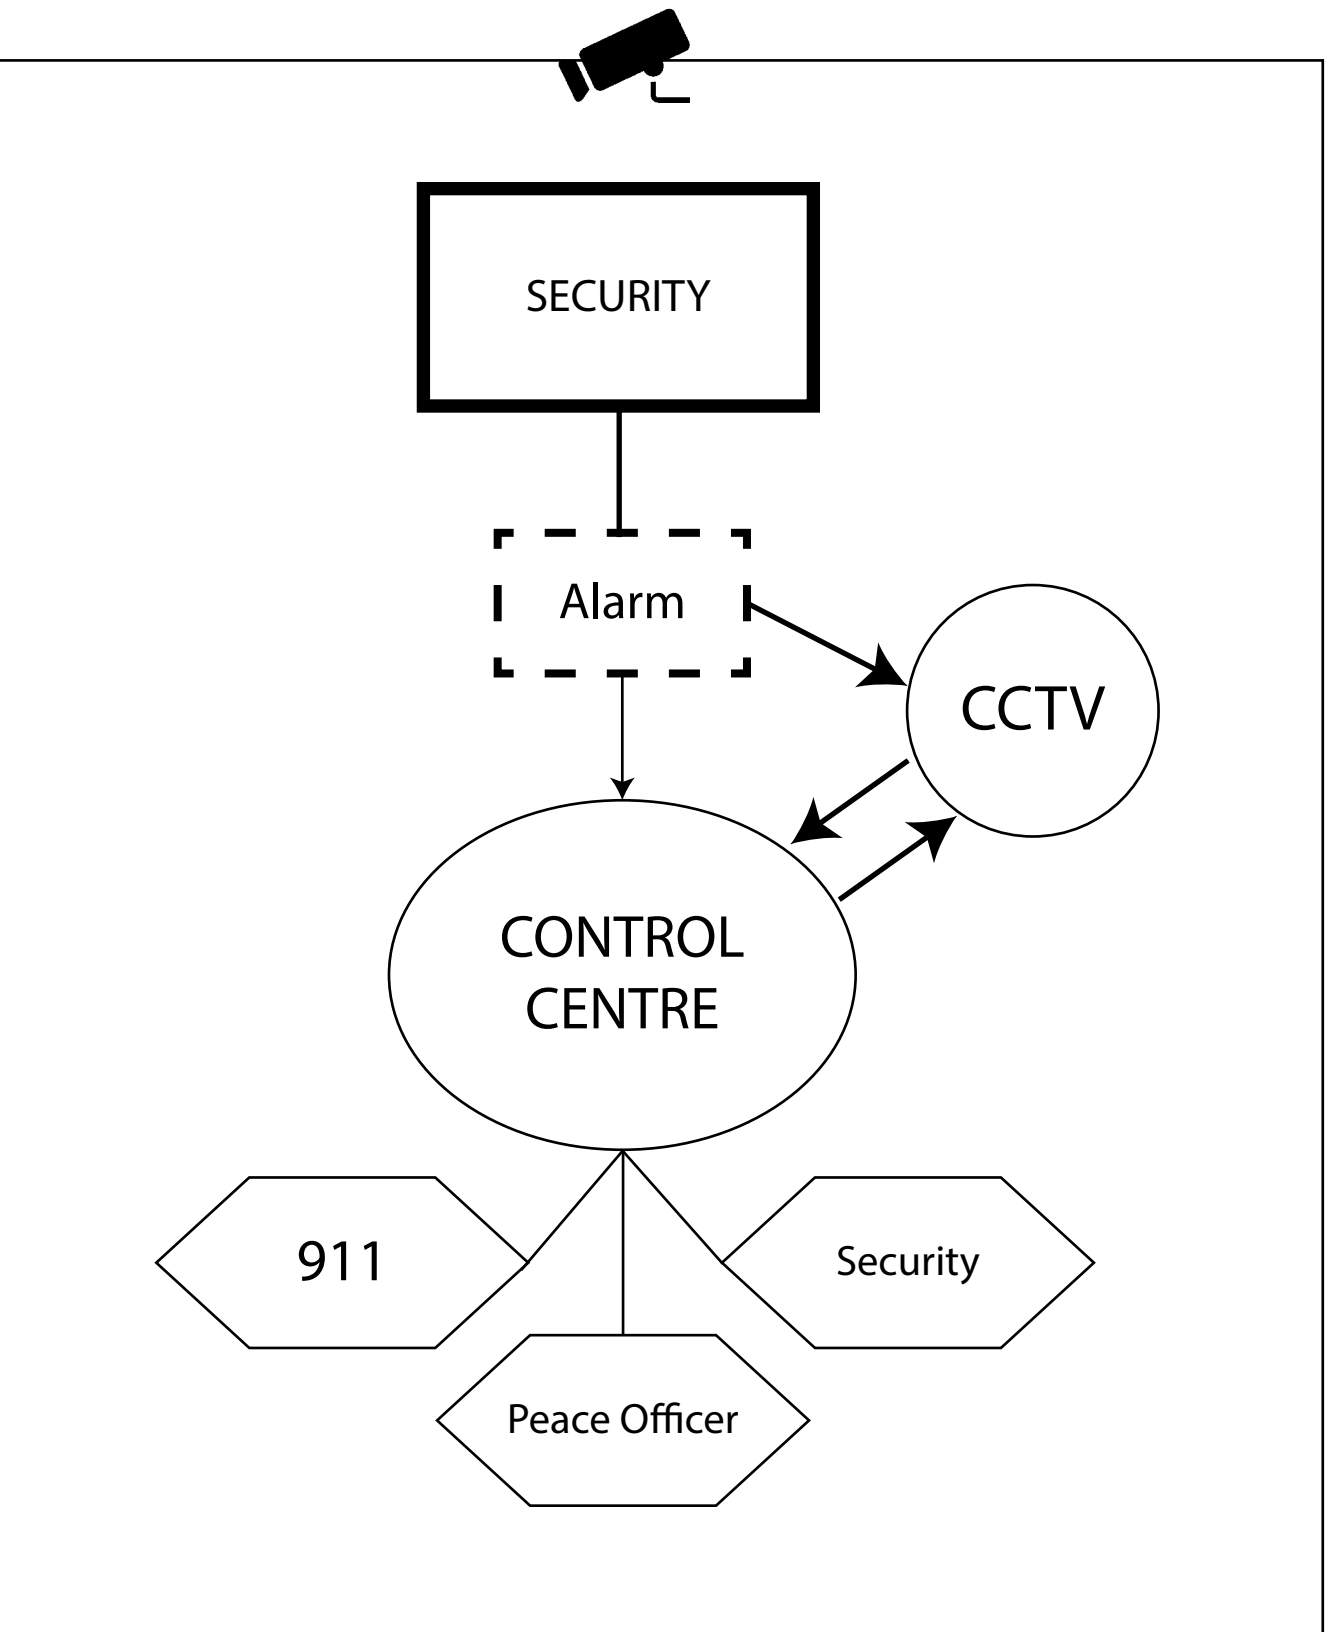 SECURITY
Alarm
CCTV
CONTROL
CENTRE
911
Security
Peace Officer